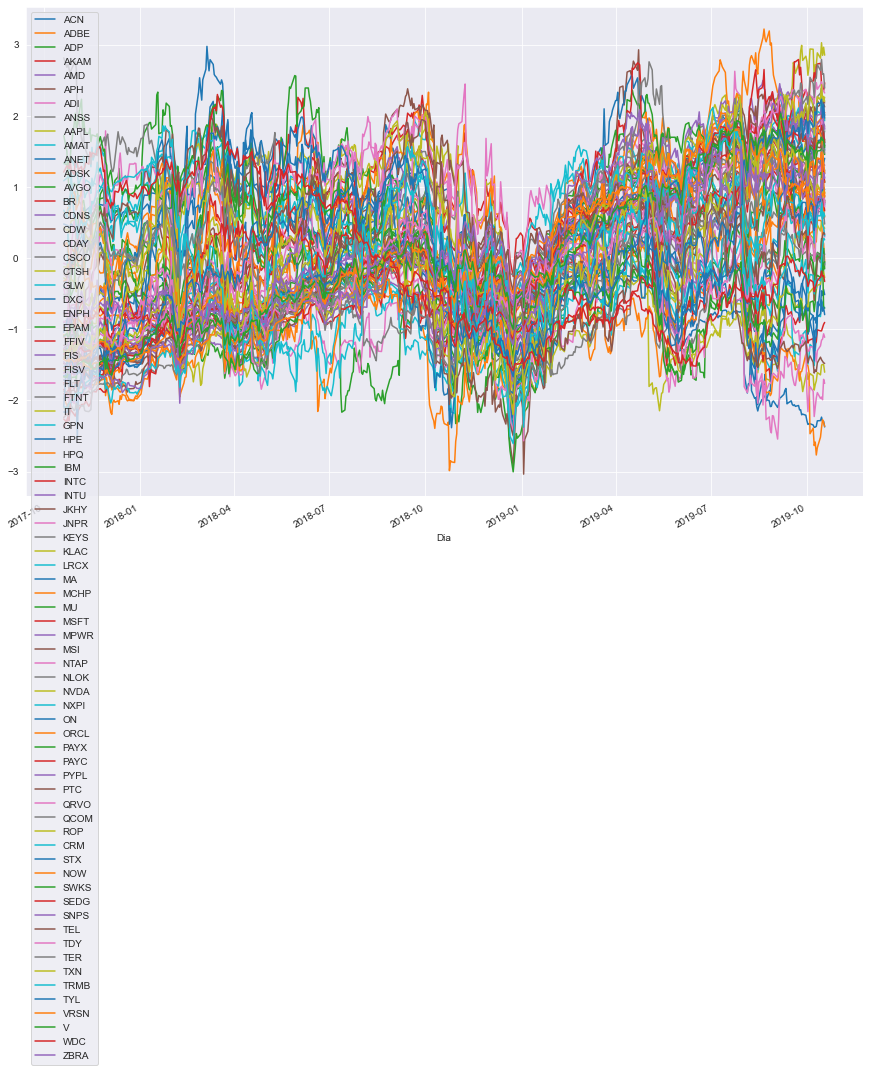 ACN
ADBE
ADP
AKAM
AMD
APH
ADI
ANSS
AAPL
AMAT
ANET
ADSK
AVGO
BR
CDNS
CDW
CDAY
CSCO
CTSH
GLW
DXC
ENPH
EPAM
FFIV
FIS
FISV
FLT
FTNT
IT
GPN
HPE
HPQ
IBM
INTC
INTU
JKHY
JNPR
KEYS
KLAC
LRCX
MA
MCHP
MU
MSFT
MPWR
MSI
NTAP
NLOK
NVDA
NXPI
ON
ORCL
PAYX
PAYC
PYPL
PTC
QRVO
QCOM
ROP
CRM
STX
NOW
SWKS
SEDG
SNPS
TEL
TDY
TER
TXN
TRMB
TYL
VRSN
V
WDC
ZBRA
3
2
1
0
−1
−2
−3
2017-10
2018-01
2018-04
2018-07
2018-10
2019-01
2019-04
2019-07
2019-10
Dia